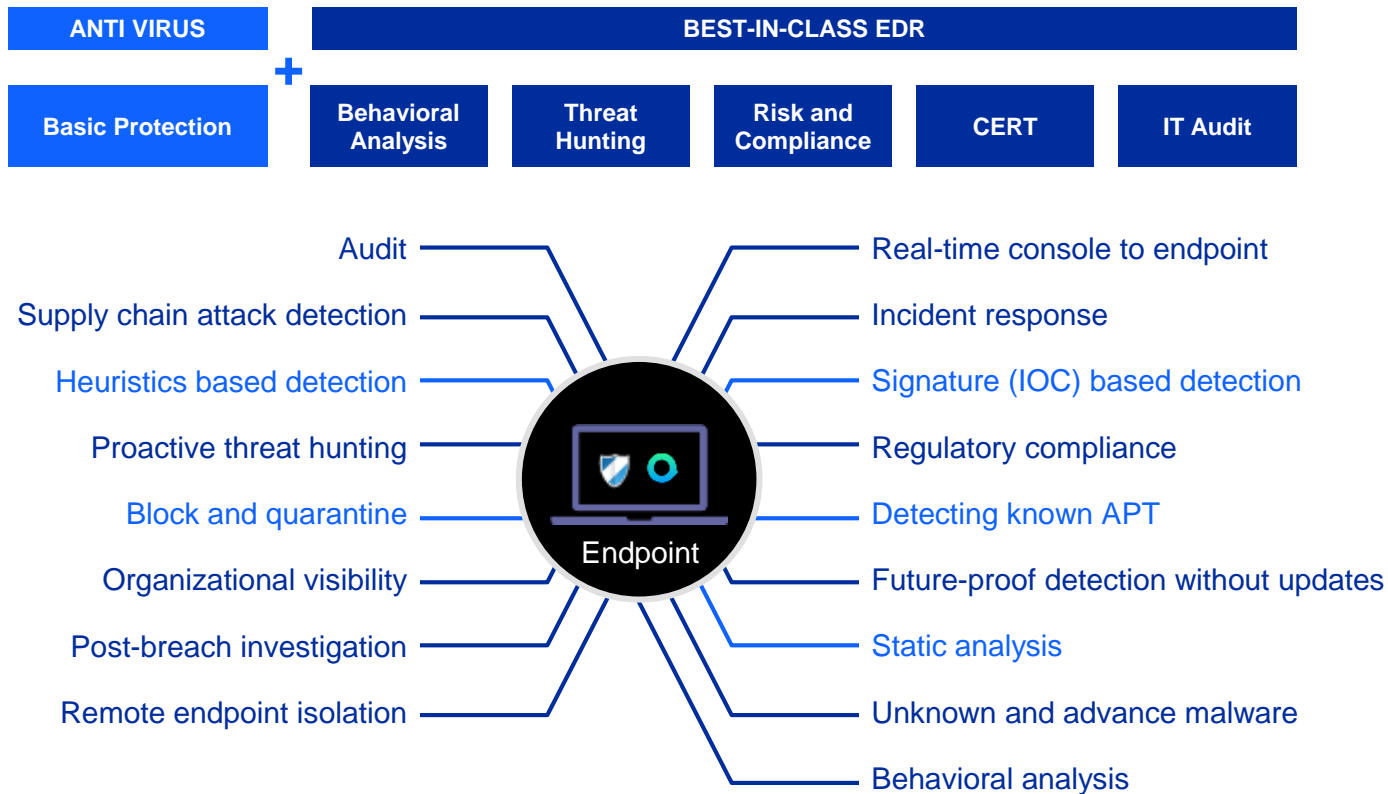 ANTI VIRUS
BEST-IN-CLASS EDR
+
Basic Protection
Behavioral
Analysis
Threat
Hunting
Risk and
Compliance
CERT
IT Audit
Audit
Supply chain attack detection
Heuristics based detection
Proactive threat hunting
Block and quarantine
Organizational visibility
Post-breach investigation
Remote endpoint isolation
Endpoint
Real-time console to endpoint
Incident response
Signature (IOC) based detection
Regulatory compliance
Detecting known APT
Future-proof detection without updates
Static analysis
Unknown and advance malware
Behavioral analysis